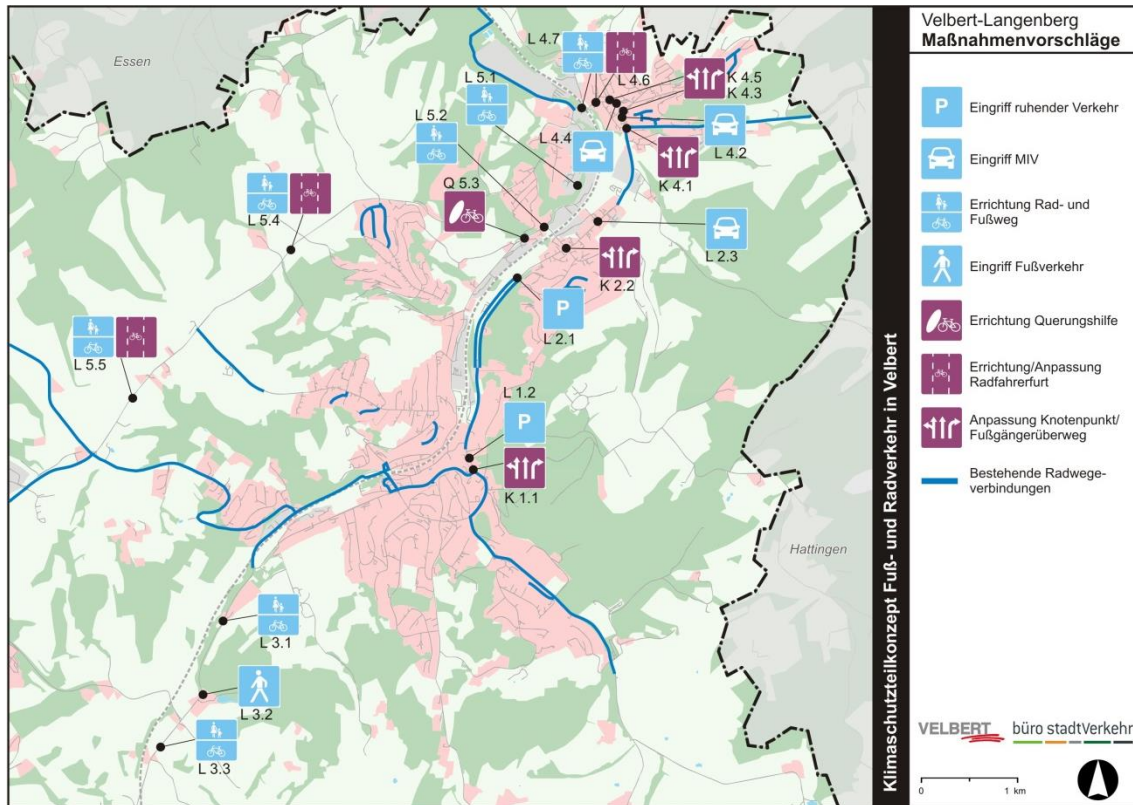 Essen
L 4.7
L 4.6
K 4.5
K 4.3
L 5.1
L 5.2
L 4.4
L 4.2
K 4.1
Q 5.3
L 5.4
L 2.3
K 2.2
P
L 2.1
L 5.5
L 1.2
P
K 1.1
Hattingen
L 3.1
L 3.2
L 3.3
Klimaschutzteilkonzept Fuß- und Radverkehr in Velbert
Velbert-Langenberg
Maßnahmenvorschläge
P
Eingriff ruhender Verkehr
Eingriff MIV
Errichtung Rad- und
Fußweg
Eingriff Fußverkehr
Errichtung Querungshilfe
Errichtung/Anpassung
Radfahrerfurt
Anpassung Knotenpunkt/
Fußgängerüberweg
Bestehende Radwege-
verbindungen
VELBERT
büro stadtVerkehr
0 1 km